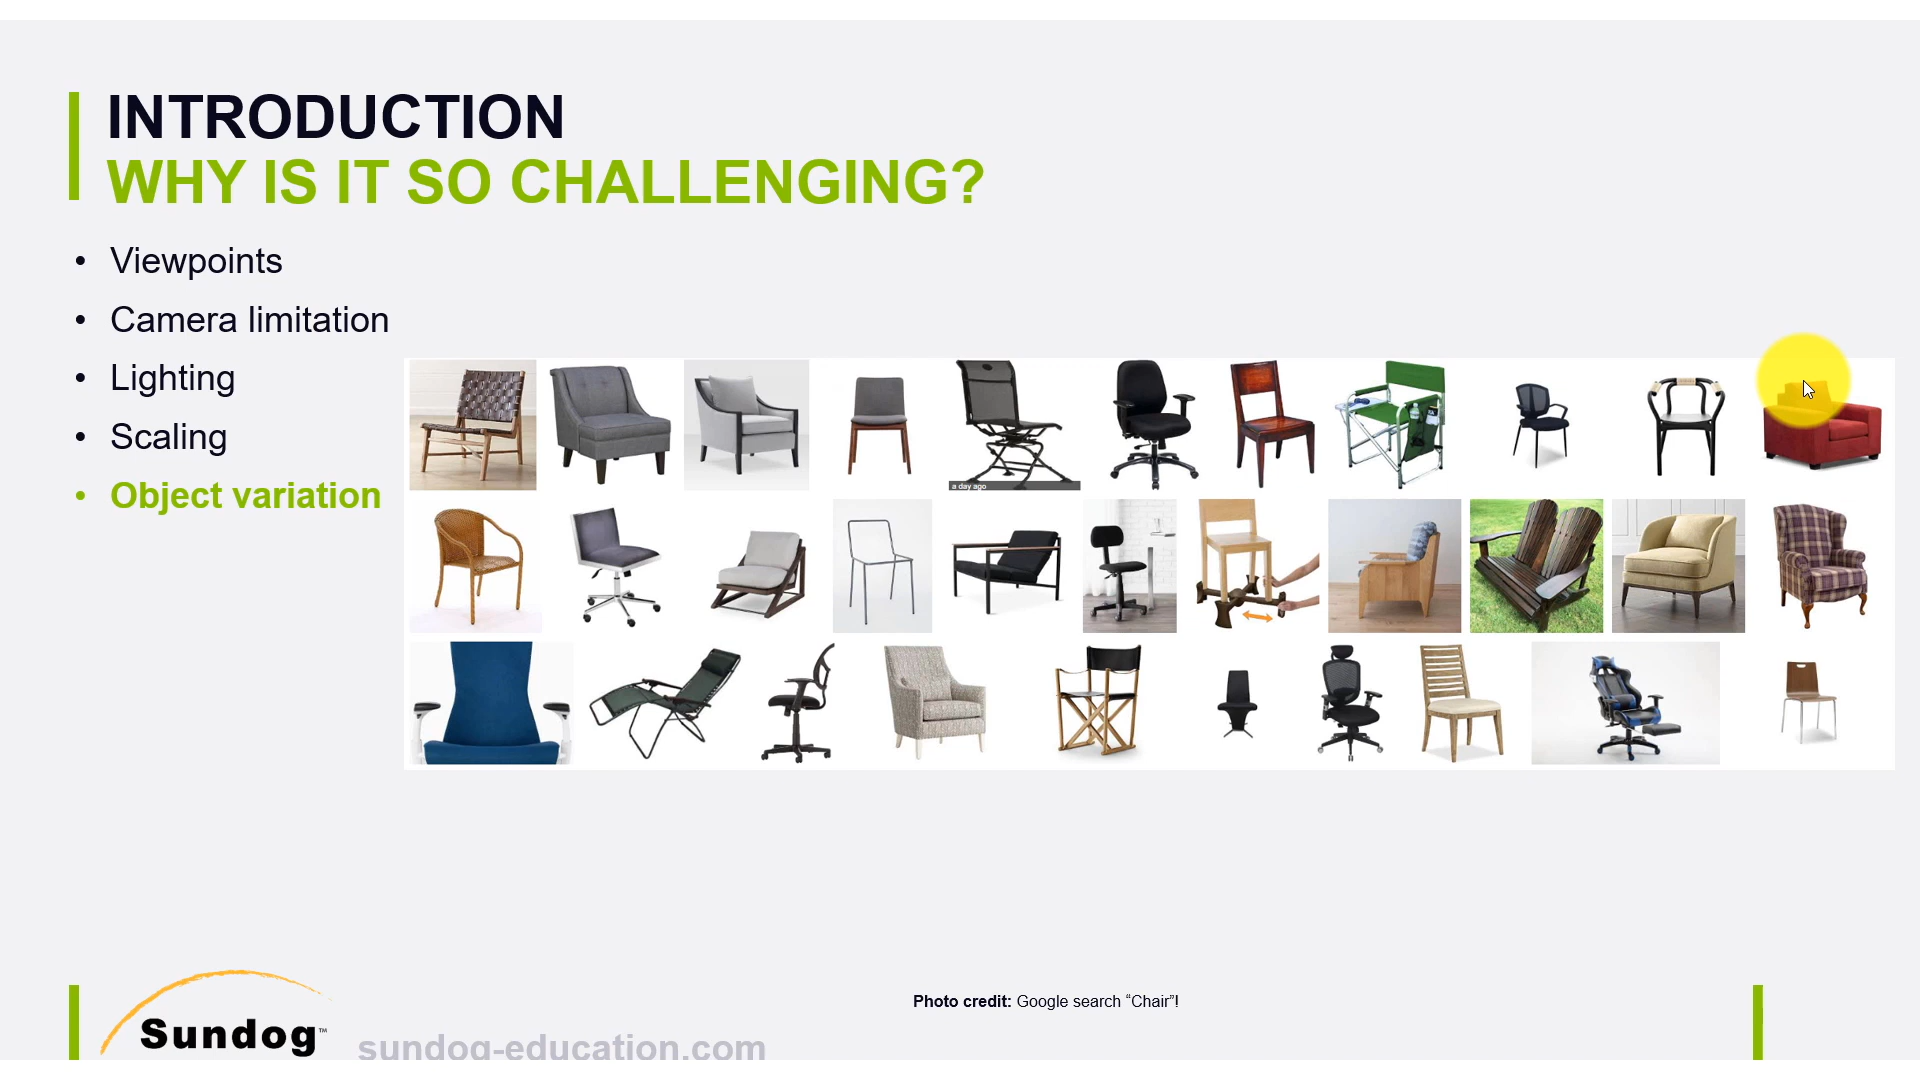 INTRODUCTION
WHY IS IT SO CHALLENGING?
• Viewpoints
• Camera limitation
• Lighting
• Scaling
• Object variation
a day ago
Photo credit: Google search “Chair”!
Sundog™
sundog-education.com